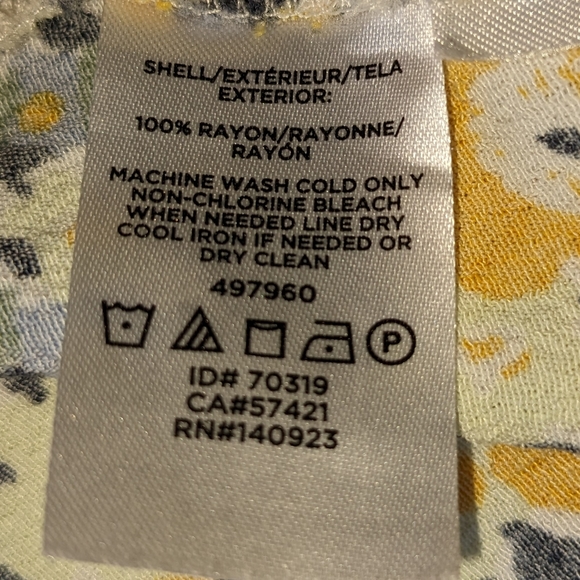 SHELL/EXTÉRIEUR/TELA
EXTERIOR:
100% RAYON/RAYONNE/
RAYÓN
MACHINE WASH COLD ONLY
NON-CHLORINE BLEACH
WHEN NEEDED LINE DRY
COOL IRON IF NEEDED OR
DRY CLEAN
497960
P
ID# 70319
CA#57421
RN#140923